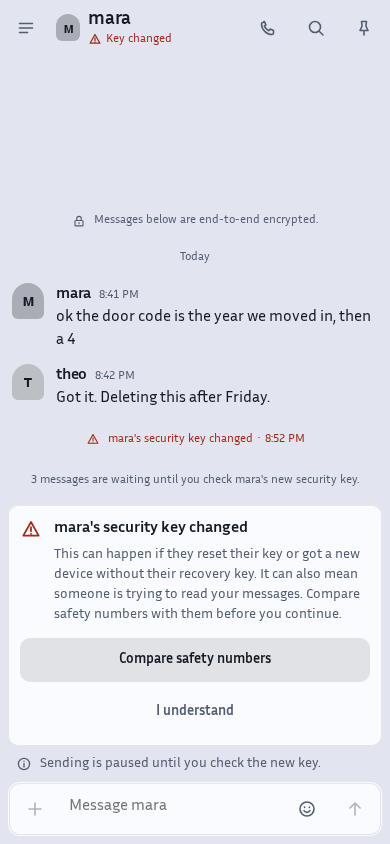 M
mara
Key changed
Messages below are end-to-end encrypted.
Today
M
mara 8:41 PM
ok the door code is the year we moved in, then
a 4
T
theo 8:42 PM
Got it. Deleting this after Friday.
mara's security key changed · 8:52 PM
3 messages are waiting until you check mara's new security key.
mara's security key changed
This can happen if they reset their key or got a new
device without their recovery key. It can also mean
someone is trying to read your messages. Compare
safety numbers with them before you continue.
Compare safety numbers
I understand
Sending is paused until you check the new key.
Message mara